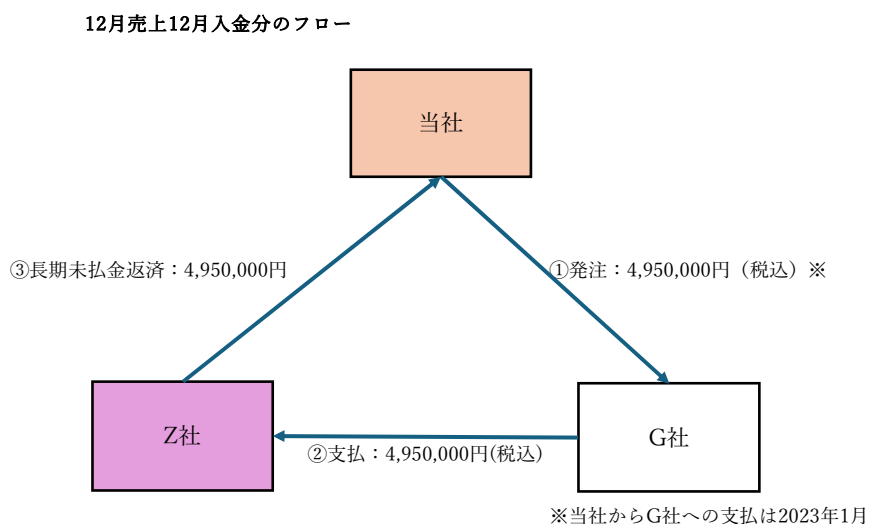 12月売上12月入金分のフロー
当社
③長期未払金返済：4,950,000円
①発注：4,950,000円（税込）※
Z社
G社
②支払：4,950,000円(税込)
※当社からG社への支払は2023年1月